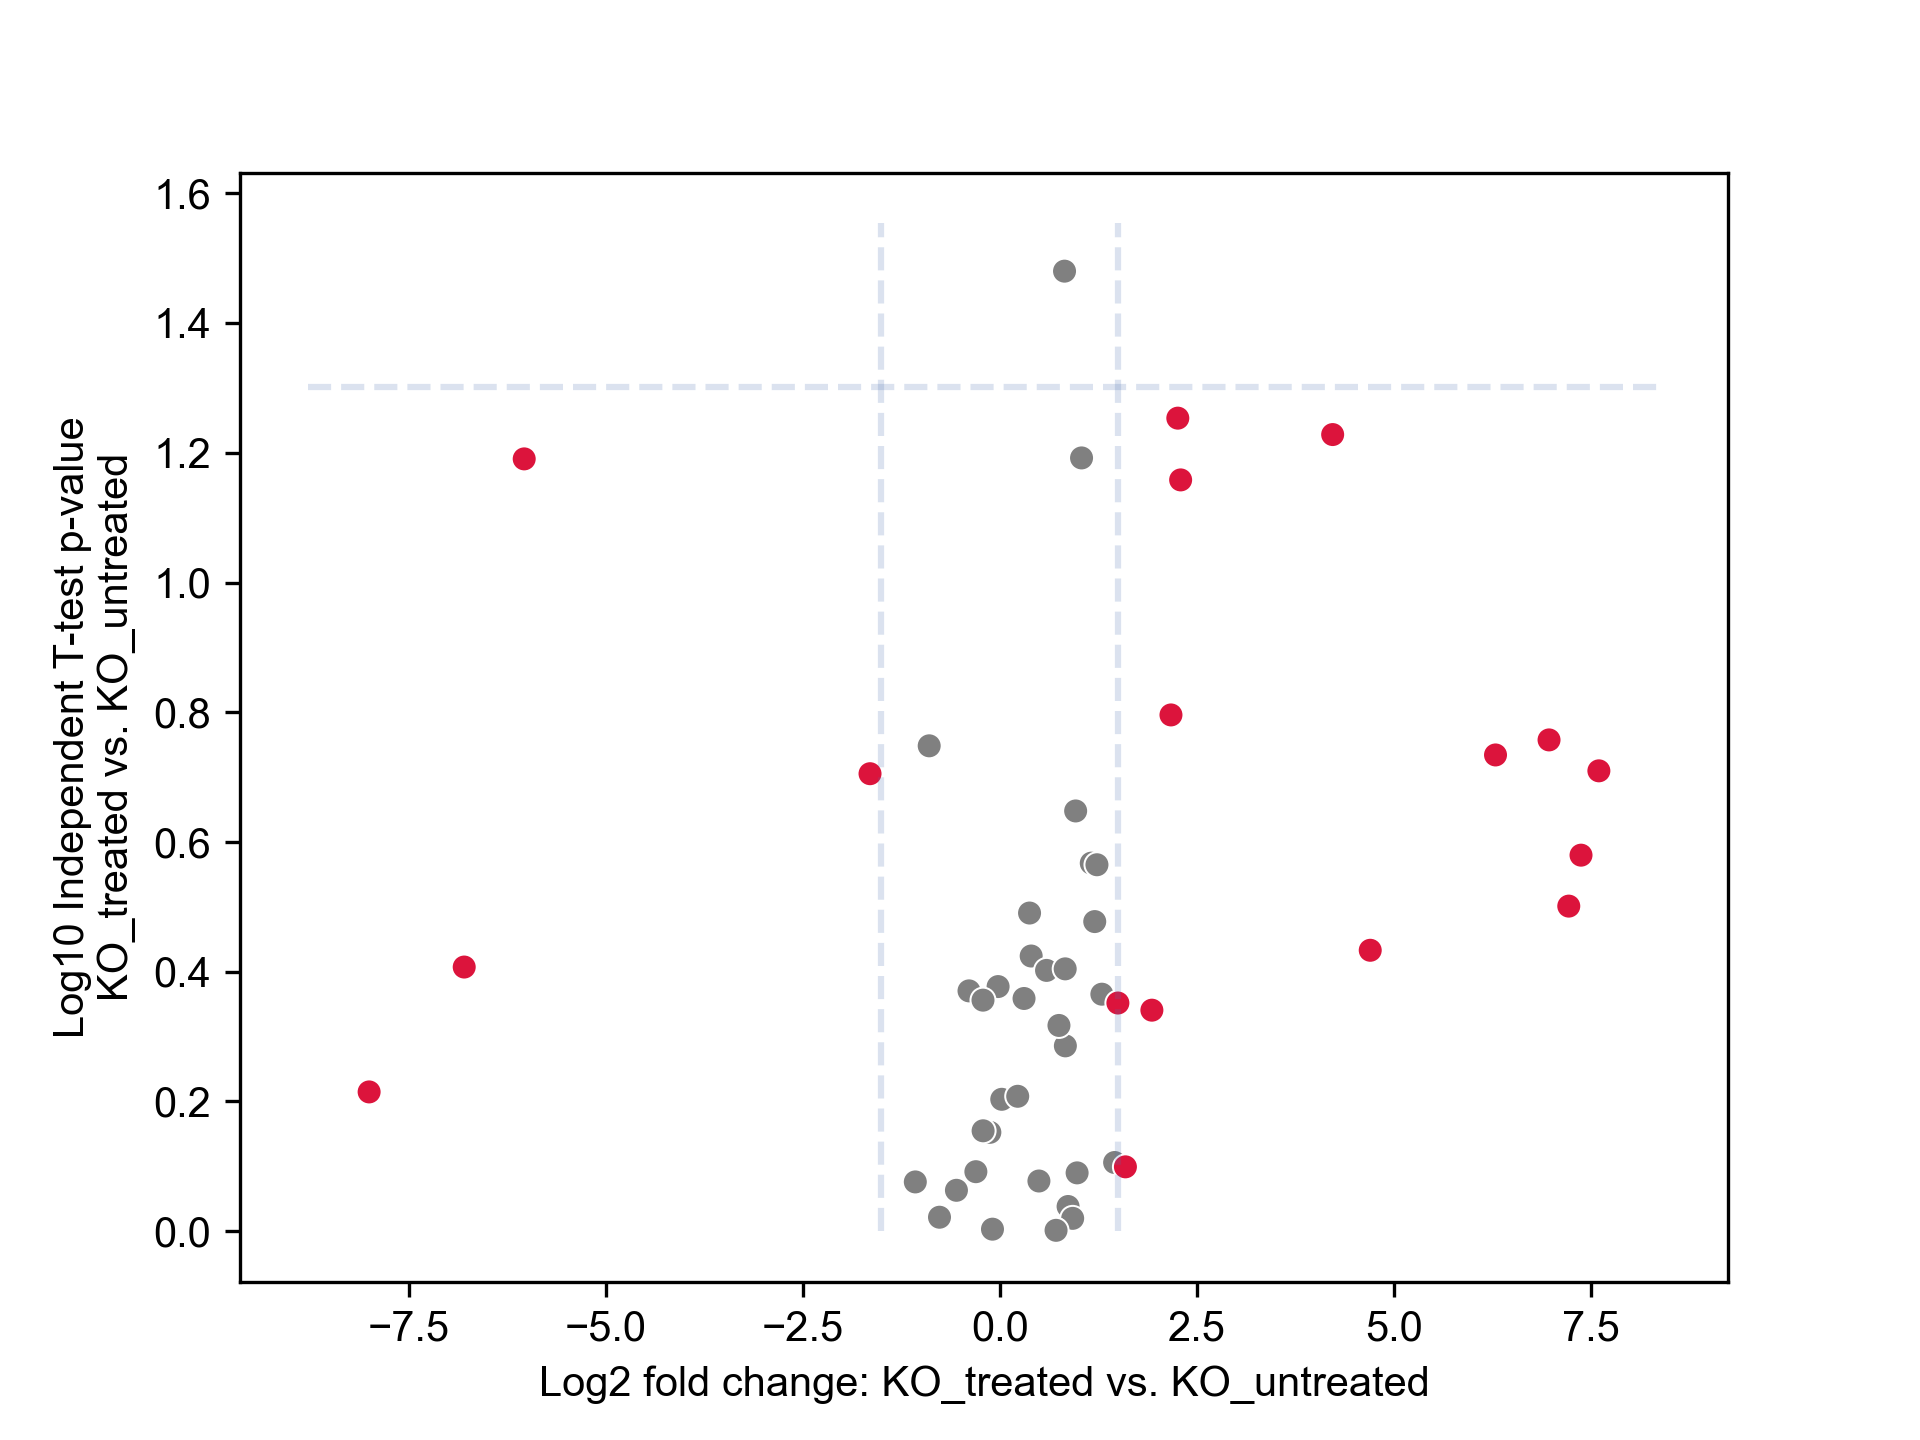 1.6
1.4
1.2
1.0
0.8
0.6
0.4
0.2
0.0
Log10 Independent T-test p-value
KO_treated vs. KO_untreated
−7.5 −5.0 −2.5 0.0 2.5 5.0 7.5
Log2 fold change: KO_treated vs. KO_untreated